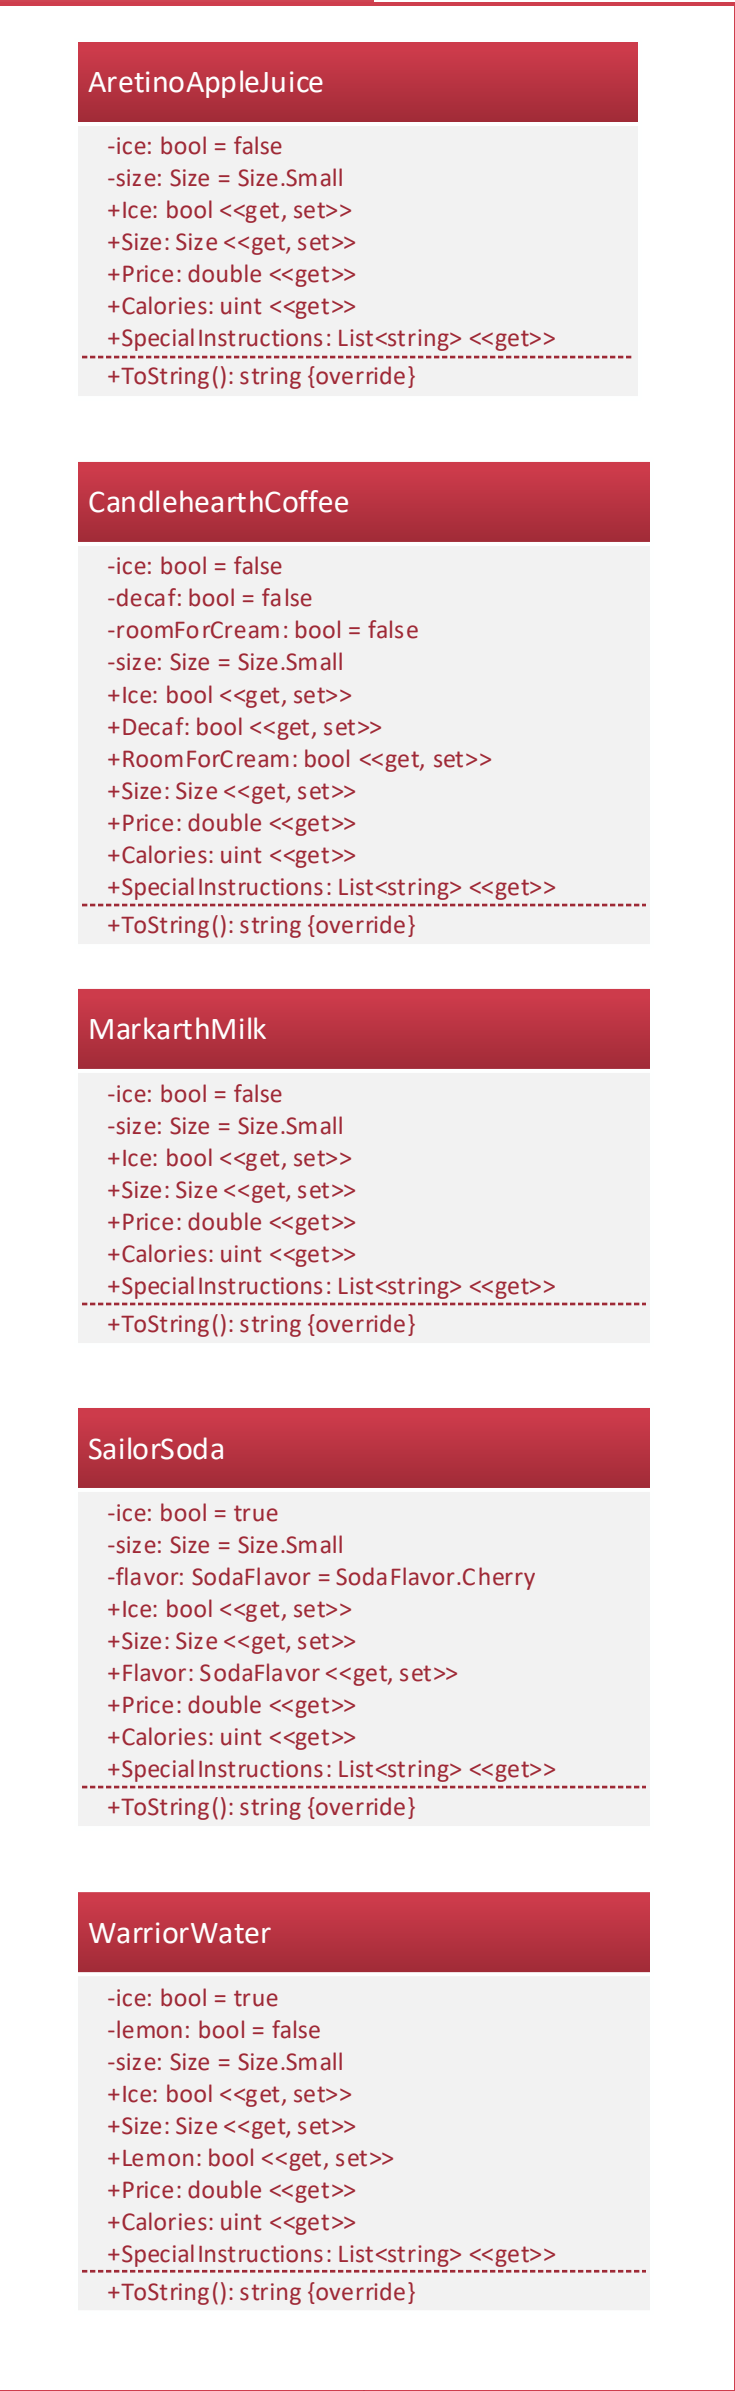 AretinoAppleJuice
-ice: bool = false
-size: Size = Size.Small
+Ice: bool <<get, set>>
+Size: Size <<get, set>>
+Price: double <<get>>
+Calories: uint <<get>>
+SpecialInstructions: List<string> <<get>>
+ToString(): string {override}
CandlehearthCoffee
-ice: bool = false
-decaf: bool = false
-roomForCream: bool = false
-size: Size = Size.Small
+Ice: bool <<get, set>>
+Decaf: bool <<get, set>>
+RoomForCream: bool <<get, set>>
+Size: Size <<get, set>>
+Price: double <<get>>
+Calories: uint <<get>>
+SpecialInstructions: List<string> <<get>>
+ToString(): string {override}
MarkarthMilk
-ice: bool = false
-size: Size = Size.Small
+Ice: bool <<get, set>>
+Size: Size <<get, set>>
+Price: double <<get>>
+Calories: uint <<get>>
+SpecialInstructions: List<string> <<get>>
+ToString(): string {override}
SailorSoda
-ice: bool = true
-size: Size = Size.Small
-flavor: SodaFlavor = SodaFlavor.Cherry
+Ice: bool <<get, set>>
+Size: Size <<get, set>>
+Flavor: SodaFlavor <<get, set>>
+Price: double <<get>>
+Calories: uint <<get>>
+SpecialInstructions: List<string> <<get>>
+ToString(): string {override}
WarriorWater
-ice: bool = true
-lemon: bool = false
-size: Size = Size.Small
+Ice: bool <<get, set>>
+Size: Size <<get, set>>
+Lemon: bool <<get, set>>
+Price: double <<get>>
+Calories: uint <<get>>
+SpecialInstructions: List<string> <<get>>
+ToString(): string {override}